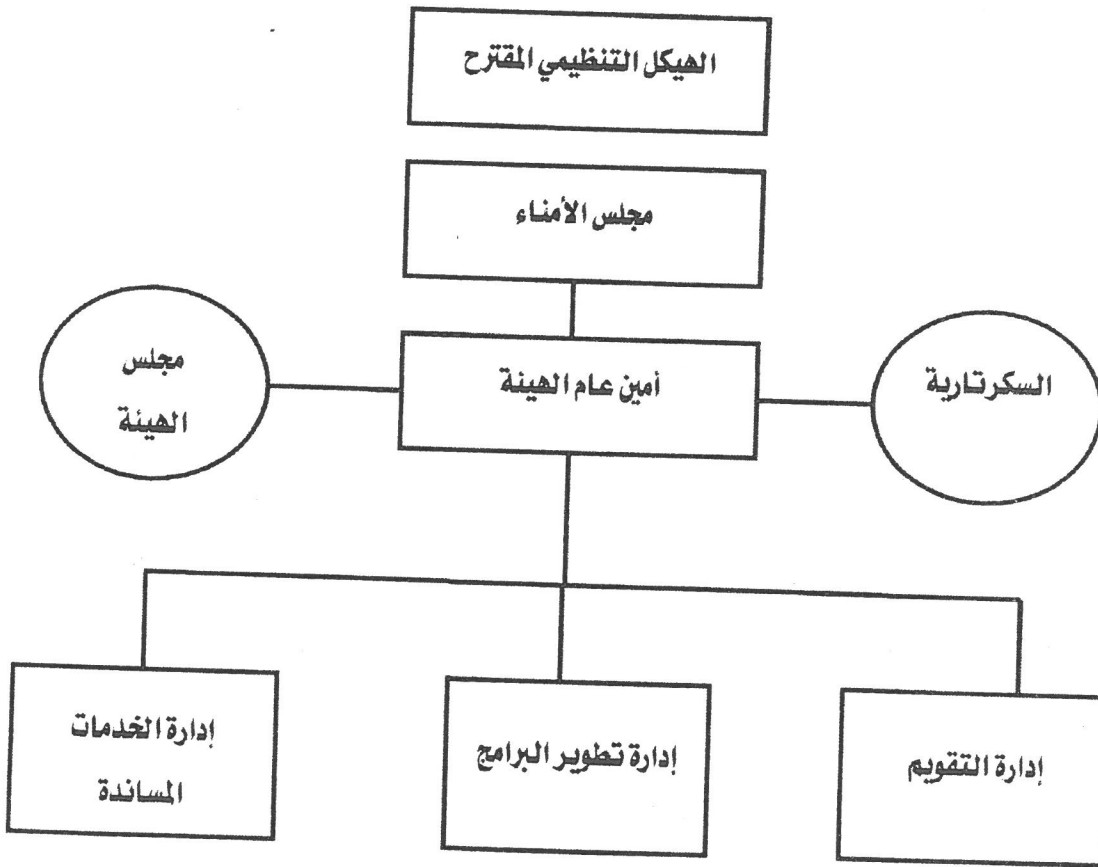 الهيكل التنظيمي المقترح
مجلس الأمناء
السكرتارية
أمين عام الهيئة
مجلس
الهيئة
إدارة التقويم
إدارة تطوير البرامج
إدارة الخدمات
المساندة